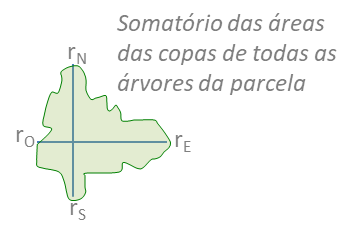 Somatório das áreas
das copas de todas as
árvores da parcela
rN
rO
rE
rS